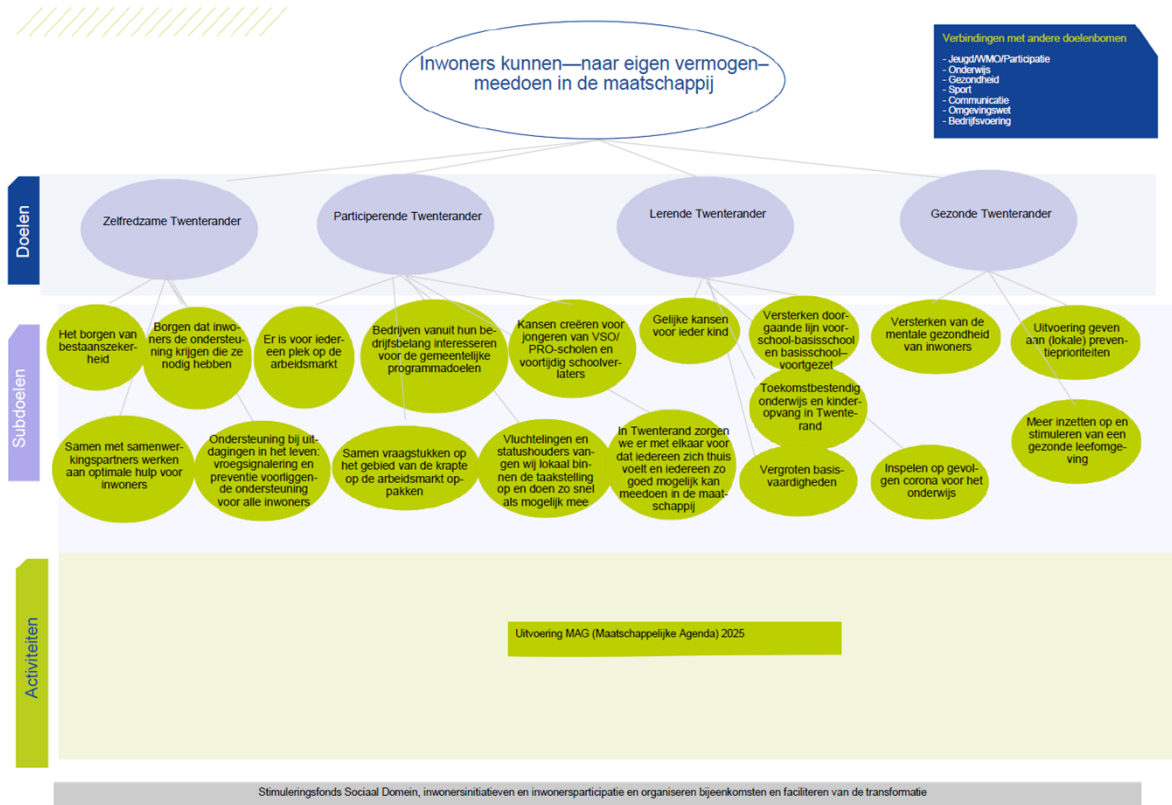 Inwoners kunnen—naar eigen vermogen–
meedoen in de maatschappij
Verbindingen met andere doelenbomen
- Jeugd/WMO/Participatie
- Onderwijs
- Gezondheid
- Sport
- Communicatie
- Omgevingswet
- Bedrijfsvoering
Doelen
Zelfredzame Twenterander
Participerende Twenterander
Lerende Twenterander
Gezonde Twenterander
Subdoelen
Het borgen van
bestaanszeker-
heid
Borgen dat inwo-
ners de ondersteu-
ning krijgen die ze
nodig hebben
Er is voor ieder-
een plek op de
arbeidsmarkt
Bedrijven vanuit hun be-
drijfsbelang interesseren
voor de gemeentelijke
programmadoelen
Kansen creëren voor
jongeren van VSO/
PRO-scholen en
voortijdig schoolver-
laters
Gelijke kansen
voor ieder kind
Versterken door-
gaande lijn voor-
school-basisschool
en basisschool–
voortgezet
Versterken van de
mentale gezondheid
van inwoners
Uitvoering geven
aan (lokale) preven-
tieprioriteiten
Toekomstbestendig
onderwijs en kinder-
opvang in Twente-
rand
Samen met samenwer-
kingspartners werken
aan optimale hulp voor
inwoners
Ondersteuning bij uit-
dagingen in het leven:
vroegsignalering en
preventie voorliggen-
de ondersteuning
voor alle inwoners
Samen vraagstukken op
het gebied van de krapte
op de arbeidsmarkt op-
pakken
Vluchtelingen en
statushouders van-
gen wij lokaal bin-
nen de taakstelling
op en doen zo snel
als mogelijk mee
In Twenterand zorgen
we er met elkaar voor
dat iedereen zich thuis
voelt en iedereen zo
goed mogelijk kan
meedoen in de maat-
schappij
Vergroten basis-
vaardigheden
Inspelen op gevol-
gen corona voor het
onderwijs
Meer inzetten op en
stimuleren van een
gezonde leefomge-
ving
Activiteiten
Uitvoering MAG (Maatschappelijke Agenda) 2025
Stimuleringsfonds Sociaal Domein, inwonersinitiatieven en inwonersparticipatie en organiseren bijeenkomsten en faciliteren van de transformatie